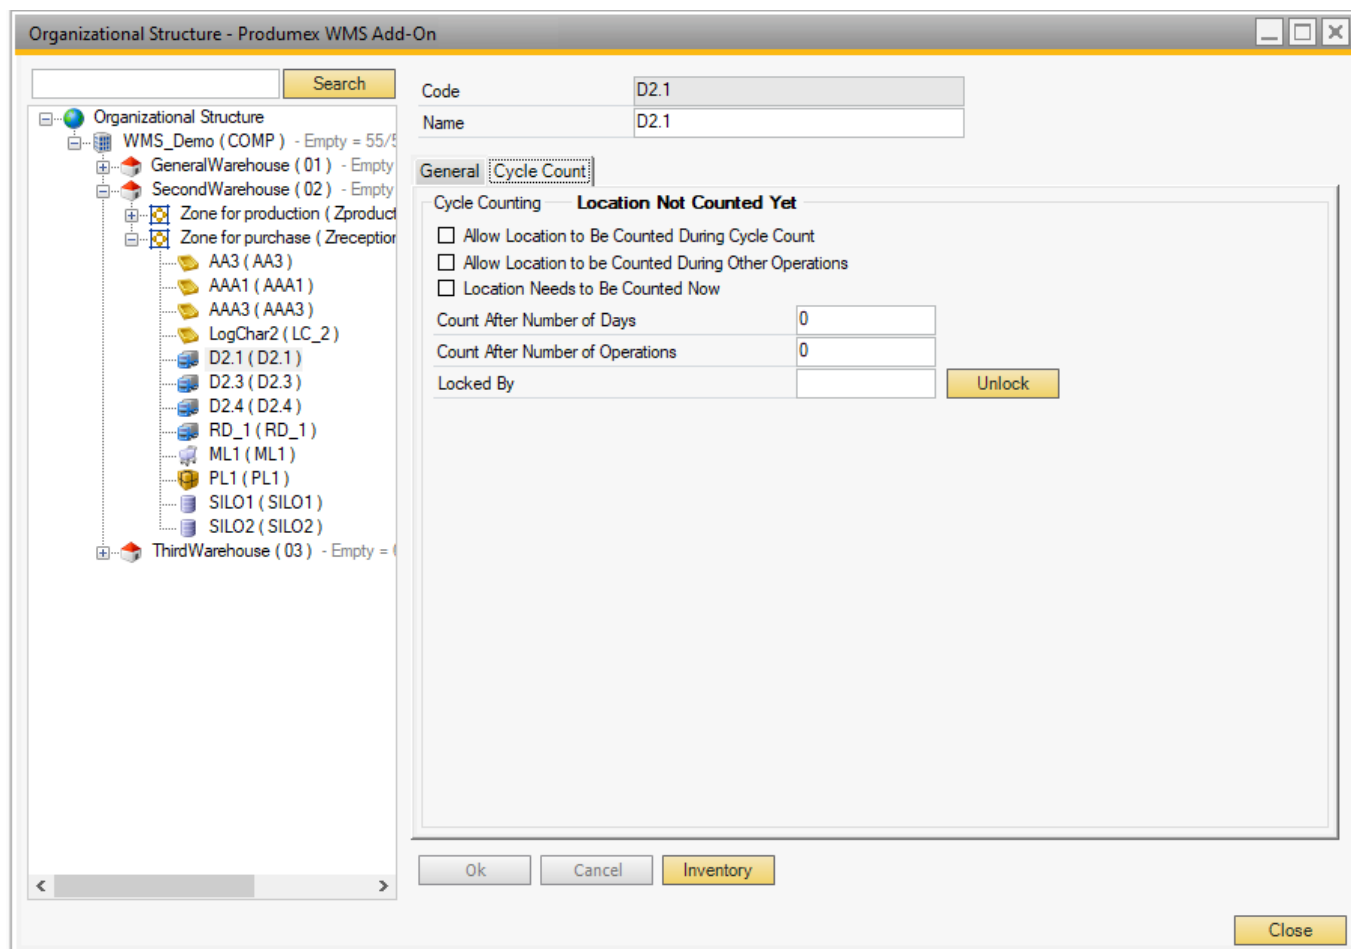 Organizational Structure - Produmex WMS Add-On
Search
Organizational Structure
WMS_Demo ( COMP ) - Empty = 55/5
GeneralWarehouse ( 01 ) - Empty
SecondWarehouse ( 02 ) - Empty
Zone for production ( Zproduct
Zone for purchase ( Zreception
AA3 ( AA3 )
AAA1 ( AAA1 )
AAA3 ( AAA3 )
LogChar2 ( LC_2 )
D2.1 ( D2.1 )
D2.3 ( D2.3 )
D2.4 ( D2.4 )
RD_1 ( RD_1 )
ML1 ( ML1 )
PL1 ( PL1 )
SILO1 ( SILO1 )
SILO2 ( SILO2 )
ThirdWarehouse ( 03 ) - Empty =
Code D2.1
Name D2.1
General Cycle Count
Cycle Counting Location Not Counted Yet
Allow Location to Be Counted During Cycle Count
Allow Location to be Counted During Other Operations
Location Needs to Be Counted Now
Count After Number of Days 0
Count After Number of Operations 0
Locked By Unlock
Ok Cancel Inventory
Close